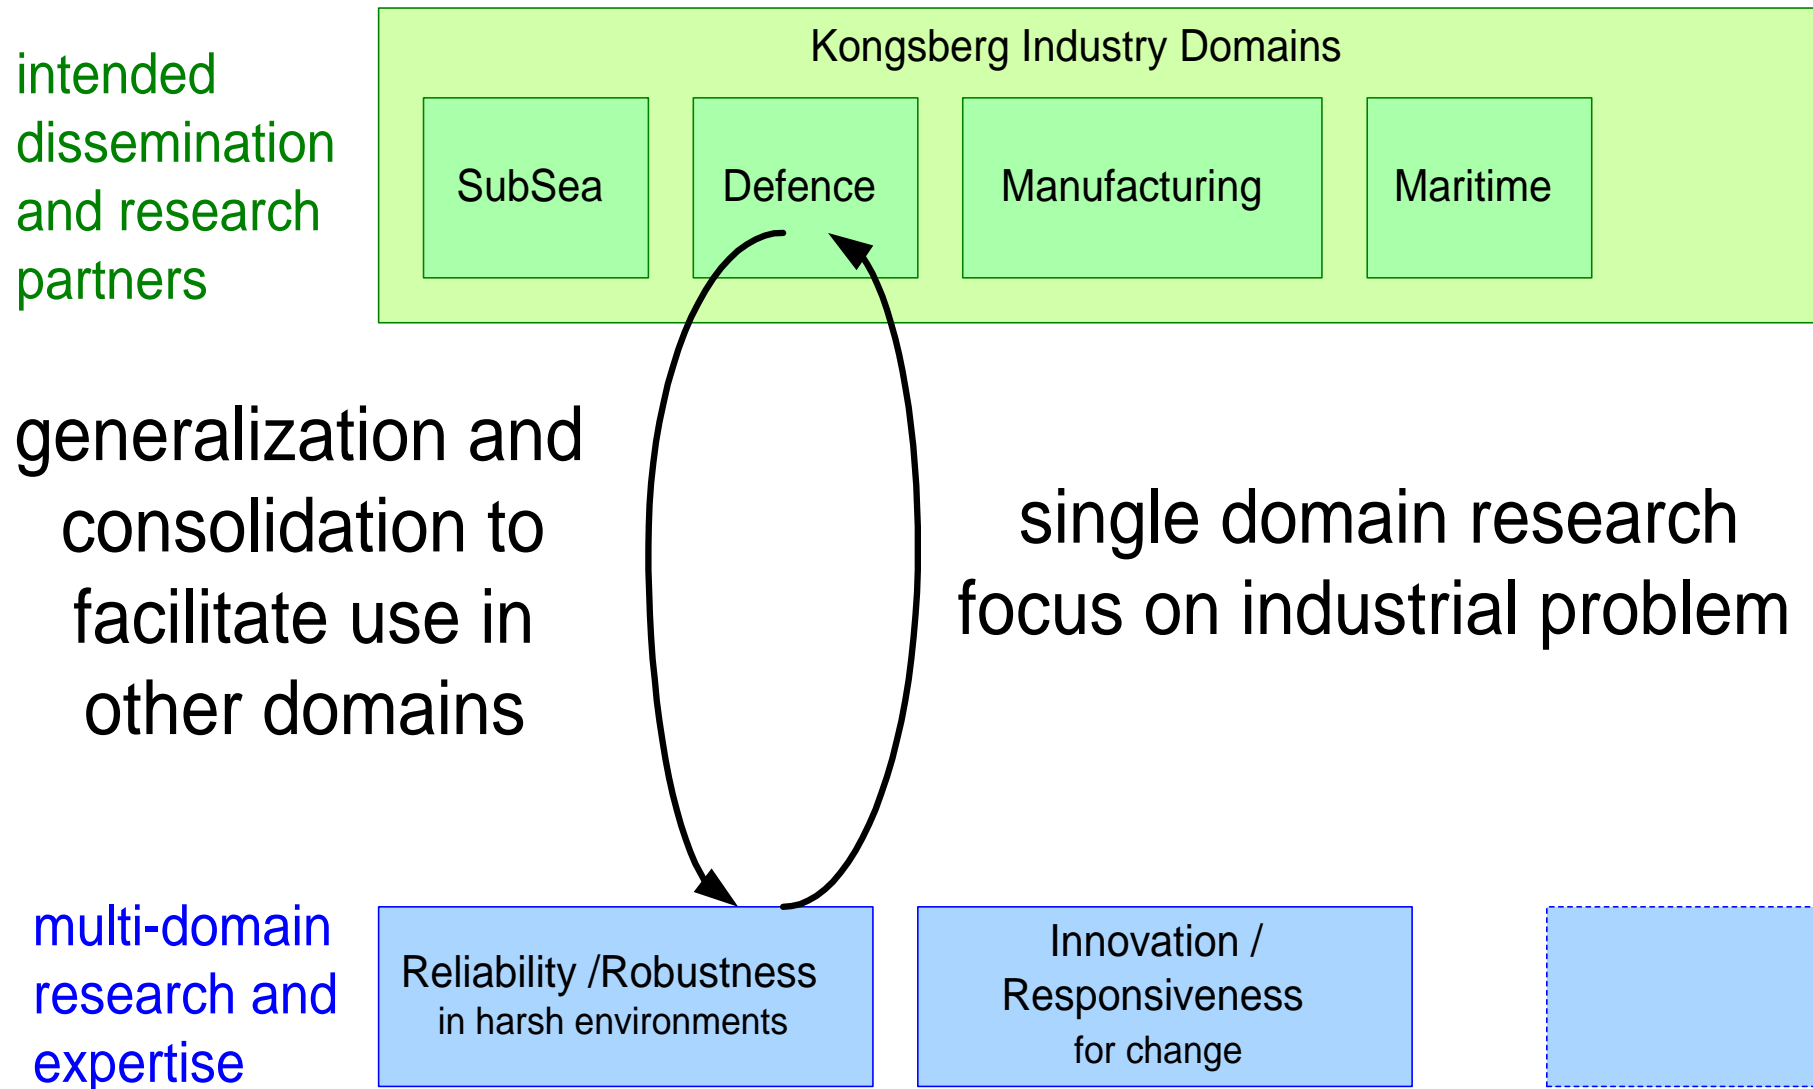 intended
dissemination
and research
partners
Kongsberg Industry Domains
SubSea
Defence
Manufacturing
Maritime
generalization and
consolidation to
facilitate use in
other domains
single domain research
focus on industrial problem
multi-domain
research and
expertise
Reliability /Robustness
in harsh environments
Innovation /
Responsiveness
for change